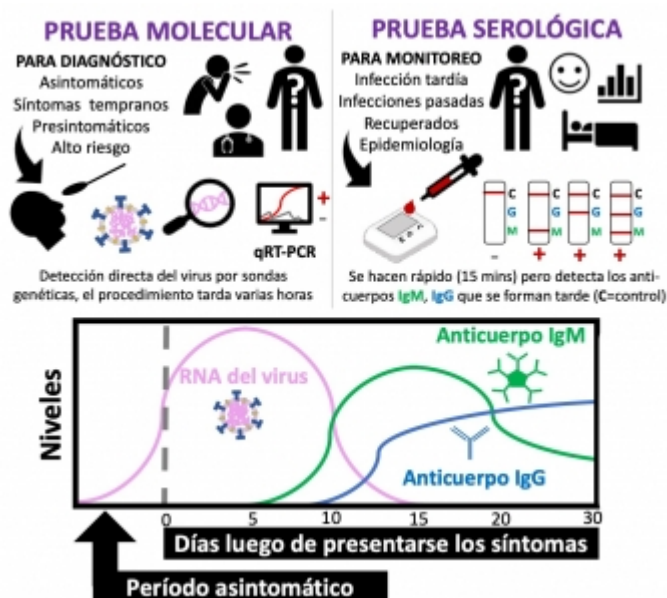 PRUEBA MOLECULAR
PARA DIAGNÓSTICO
Asintomáticos
Síntomas tempranos
Presintomáticos
Alto riesgo
+
-
qRT-PCR
Detección directa del virus por sondas
genéticas, el procedimiento tarda varias horas
PRUEBA SEROLÓGICA
PARA MONITOREO
Infección tardía
Infecciones pasadas
Recuperados
Epidemiología
C
G
M
- + + +
C
G
M
Se hacen rápido (15 mins) pero detecta los anti-
cuerpos IgM, IgG que se forman tarde (C=control)
Niveles
RNA del virus
Anticuerpo IgM
Anticuerpo IgG
0 5 10 15 20 30
Días luego de presentarse los síntomas
Período asintomático